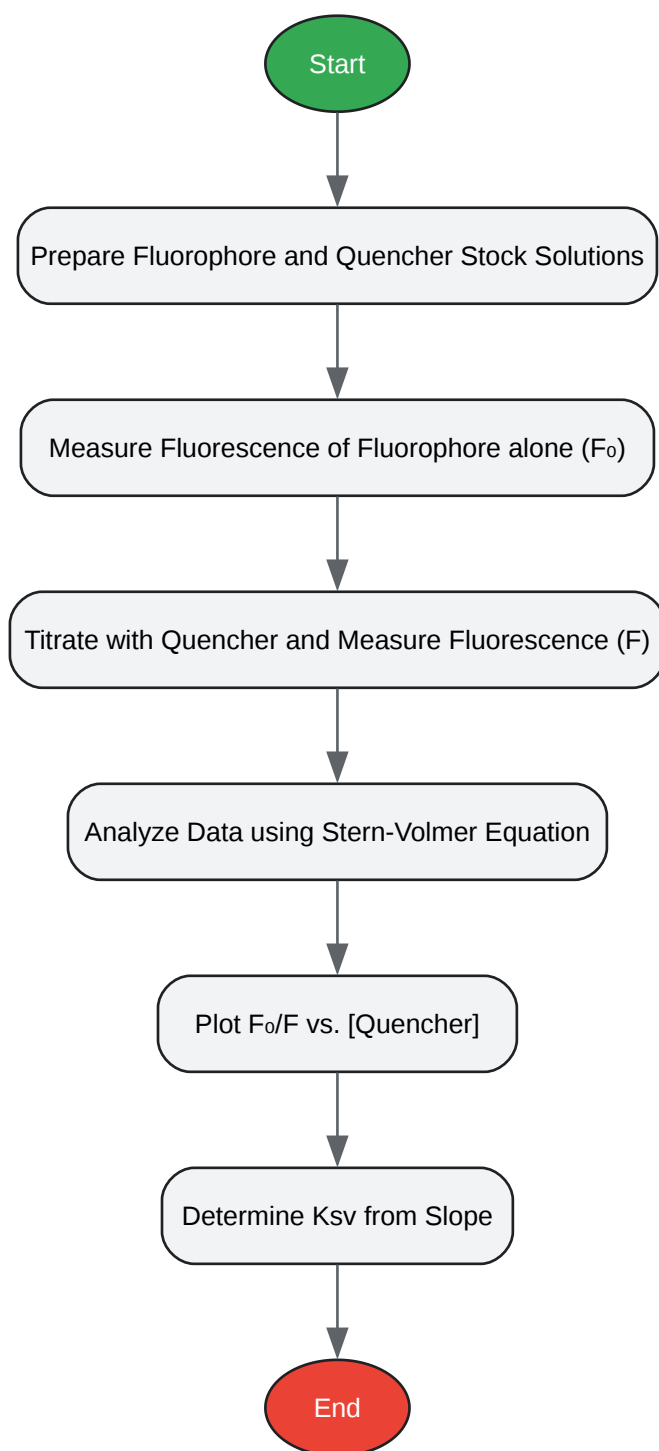 Start
Prepare Fluorophore and Quencher Stock Solutions
Measure Fluorescence of Fluorophore alone (F₀)
Titrate with Quencher and Measure Fluorescence (F)
Analyze Data using Stern-Volmer Equation
Plot F₀/F vs. [Quencher]
Determine Ksv from Slope
End